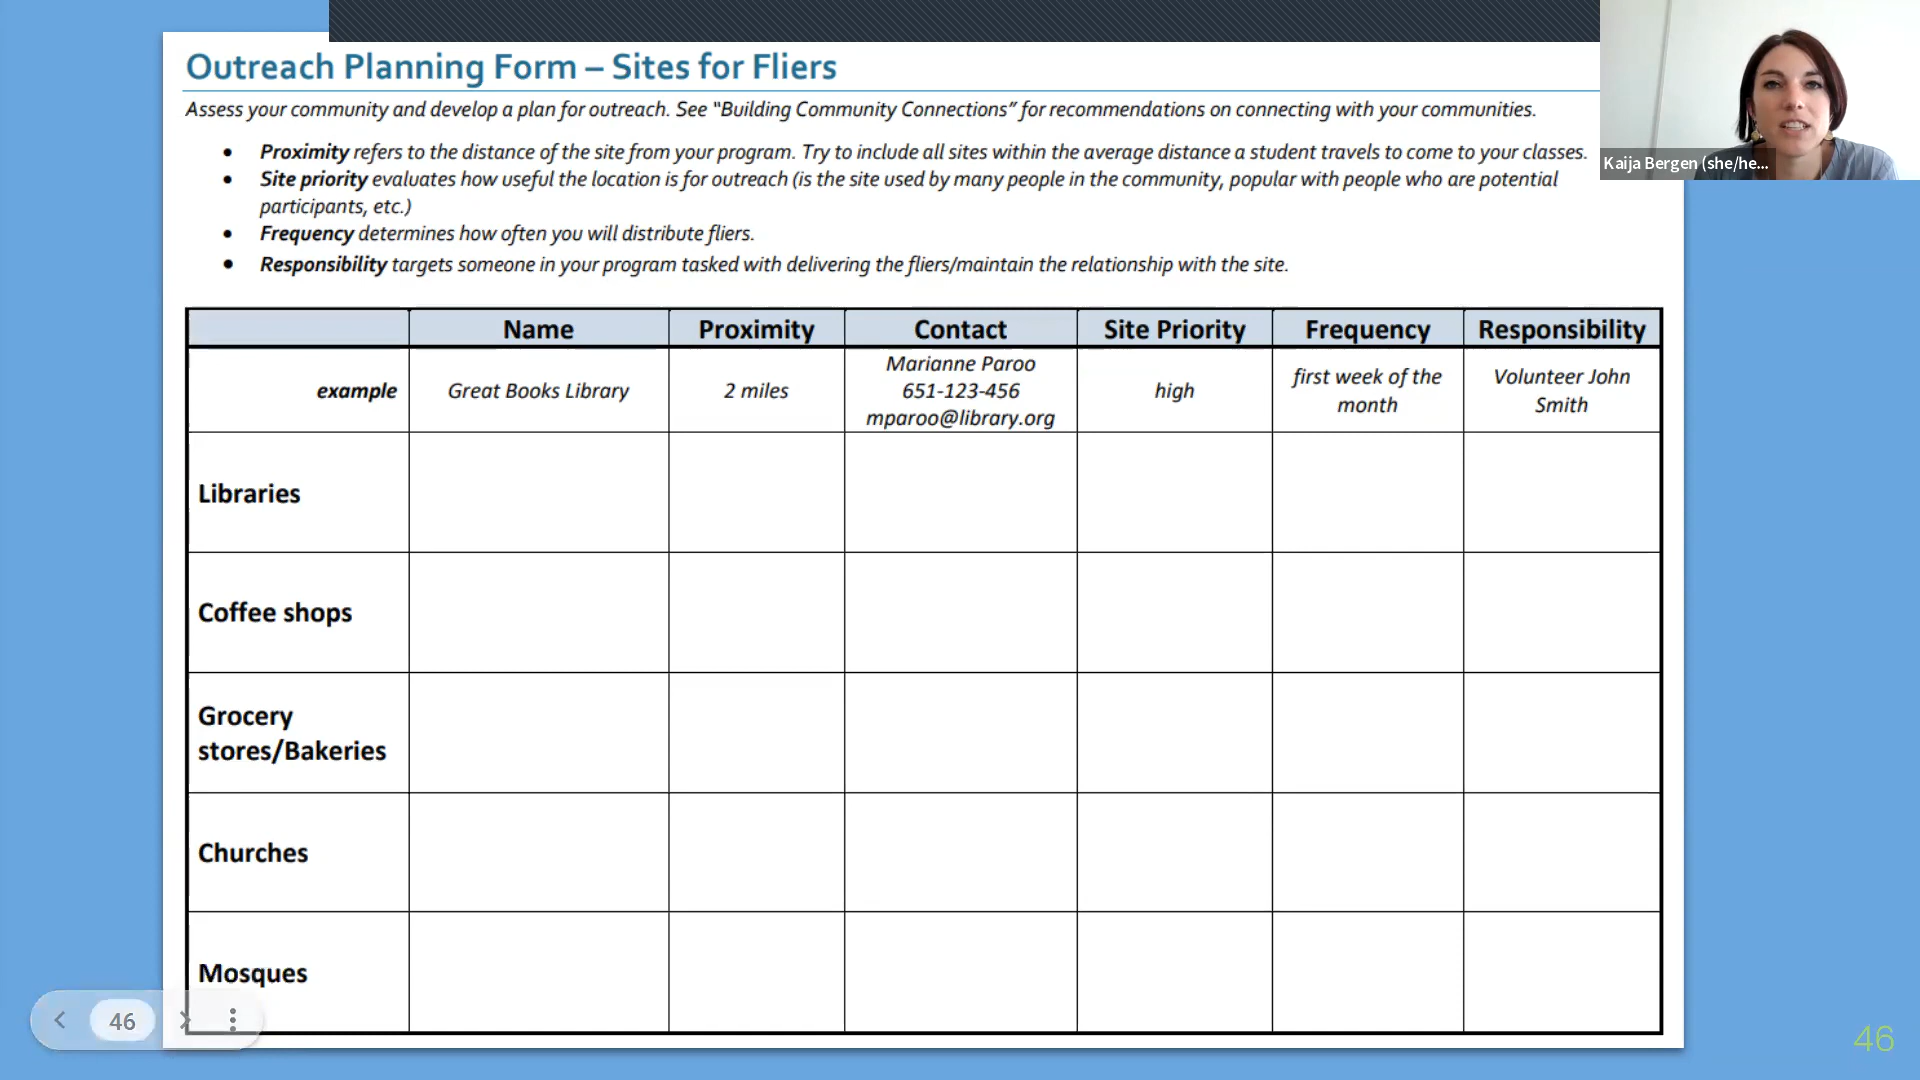 Outreach Planning Form – Sites for Fliers
Assess your community and develop a plan for outreach. See “Building Community Connections” for recommendations on connecting with your communities.
• Proximity refers to the distance of the site from your program. Try to include all sites within the average distance a student travels to come to your classes.
• Site priority evaluates how useful the location is for outreach (is the site used by many people in the community, popular with people who are potential
participants, etc.)
• Frequency determines how often you will distribute fliers.
• Responsibility targets someone in your program tasked with delivering the fliers/maintain the relationship with the site.
Kaija Bergen (she/he...
Name Proximity Contact Site Priority Frequency Responsibility
example
Great Books Library
2 miles
Marianne Paroo
651-123-456
mparoo@library.org
high
first week of the
month
Volunteer John
Smith
Libraries
Coffee shops
Grocery
stores/Bakeries
Churches
Mosques
46
46